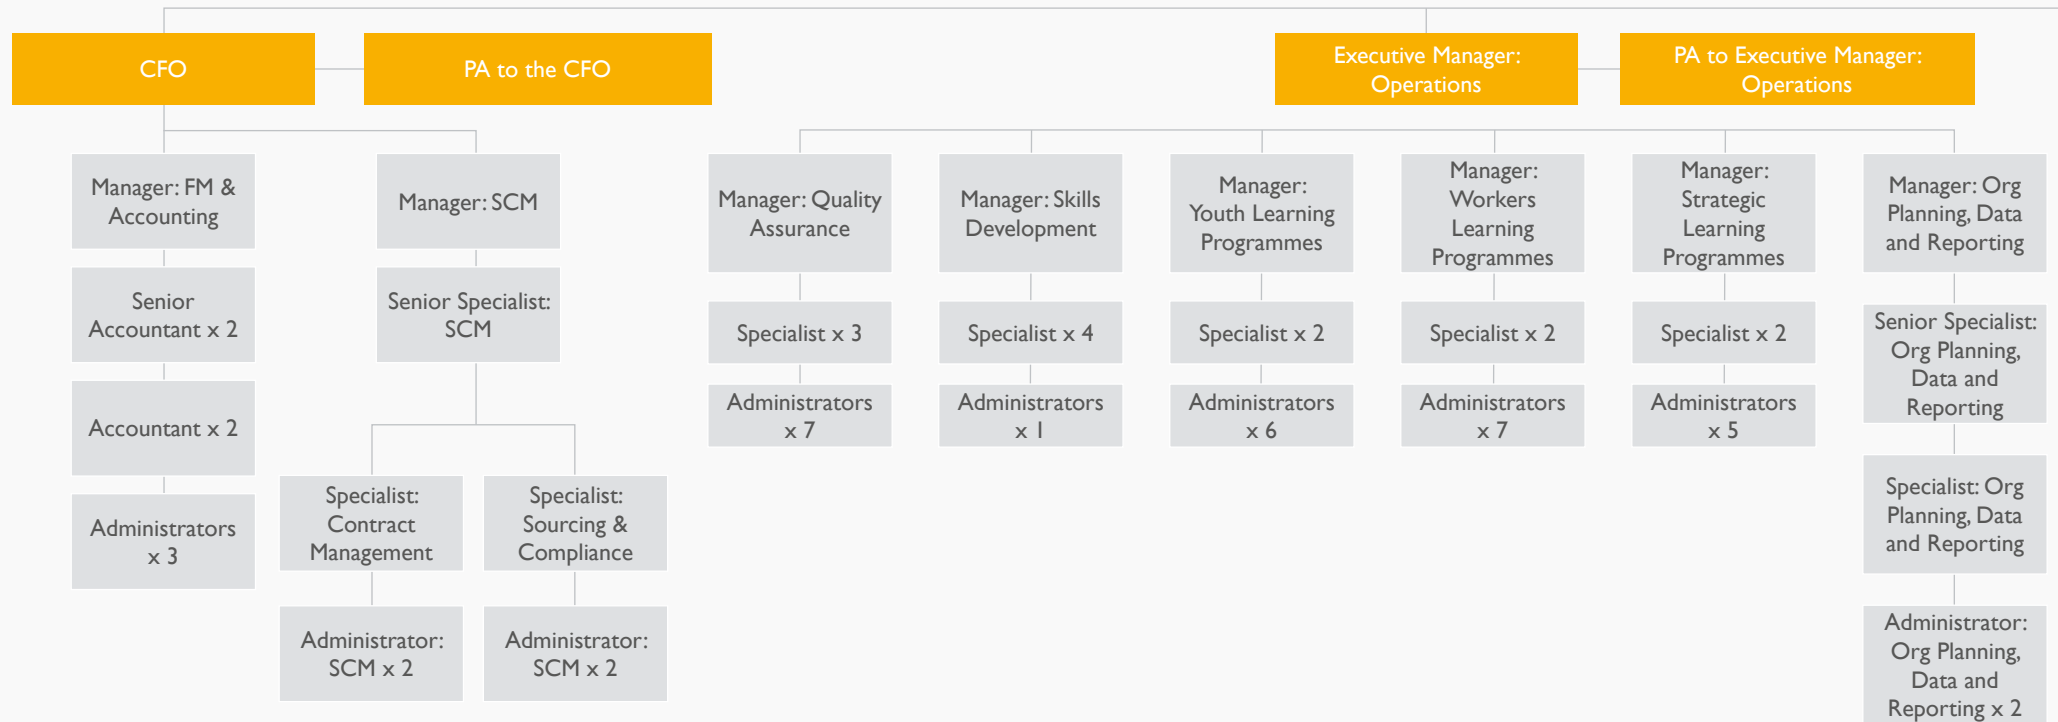 CFO
PA to the CFO
Executive Manager:
Operations
PA to Executive Manager:
Operations
Manager: FM &
Accounting
Senior
Accountant x 2
Accountant x 2
Administrators
x 3
Manager: SCM
Senior Specialist:
SCM
Specialist:
Contract
Management
Administrator:
SCM x 2
Specialist:
Sourcing &
Compliance
Administrator:
SCM x 2
Manager: Quality
Assurance
Specialist x 3
Administrators
x 7
Manager: Skills
Development
Specialist x 4
Administrators
x 1
Manager:
Youth Learning
Programmes
Specialist x 2
Administrators
x 6
Manager:
Workers
Learning
Programmes
Specialist x 2
Administrators
x 7
Manager:
Strategic
Learning
Programmes
Specialist x 2
Administrators
x 5
Manager: Org
Planning, Data
and Reporting
Senior Specialist:
Org Planning,
Data and
Reporting
Specialist: Org
Planning, Data
and Reporting
Administrator:
Org Planning,
Data and
Reporting x 2